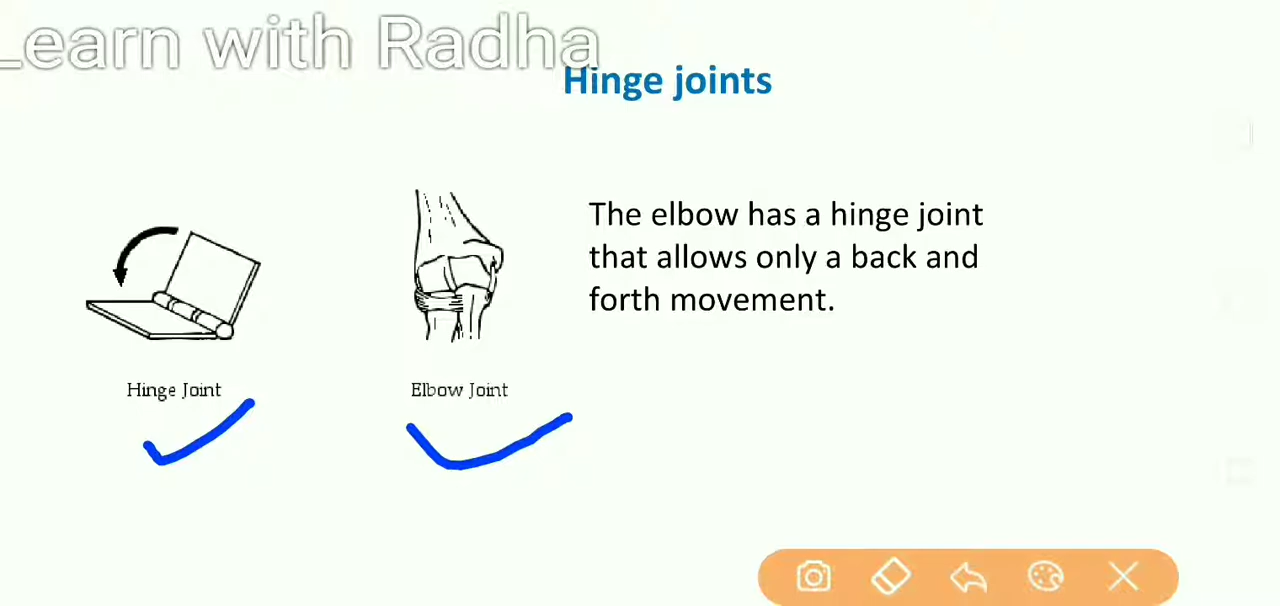 Learn with Radha
Hinge joints
The elbow has a hinge joint
that allows only a back and
forth movement.
Hinge Joint
Elbow Joint